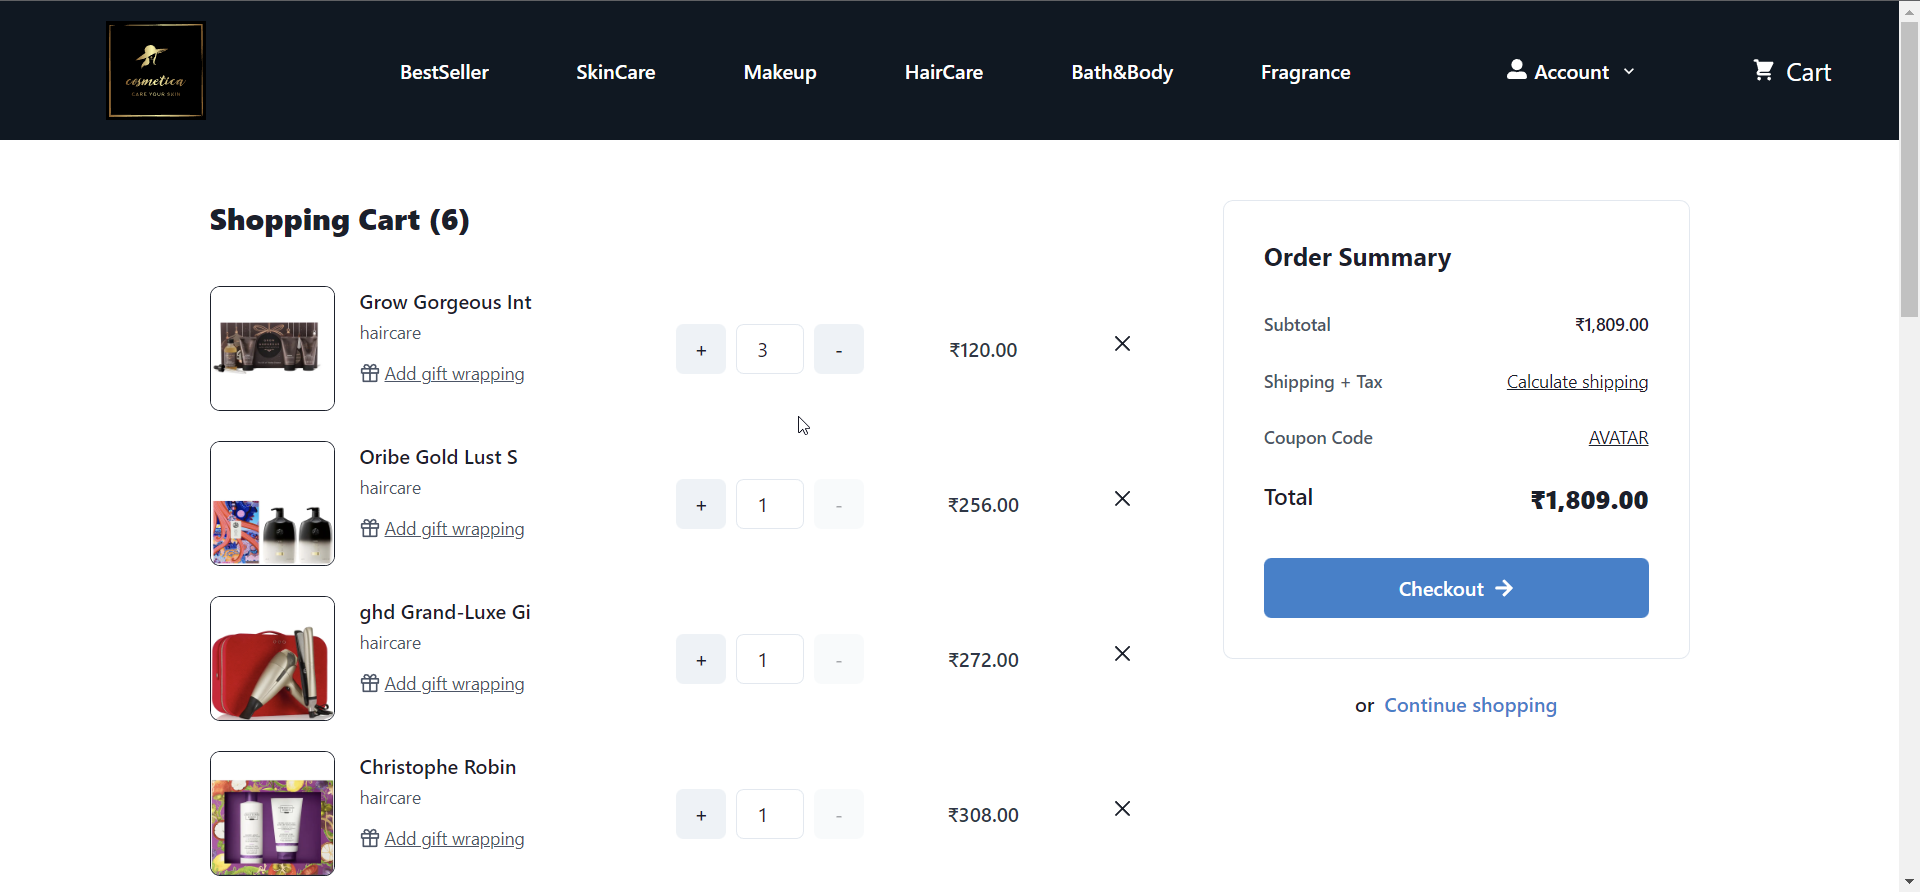 cosmetica
CARE YOUR SKIN
BestSeller
SkinCare
Makeup
HairCare
Bath&Body
Fragrance
Account
Cart
Shopping Cart (6)
Grow Gorgeous Int
haircare
Add gift wrapping
+ 3 -
₹120.00
Oribe Gold Lust S
haircare
Add gift wrapping
+ 1 -
₹256.00
ghd Grand-Luxe Gi
haircare
Add gift wrapping
+ 1 -
₹272.00
Christophe Robin
haircare
Add gift wrapping
+ 1 -
₹308.00
Order Summary
Subtotal ₹1,809.00
Shipping + Tax Calculate shipping
Coupon Code AVATAR
Total ₹1,809.00
Checkout
or Continue shopping